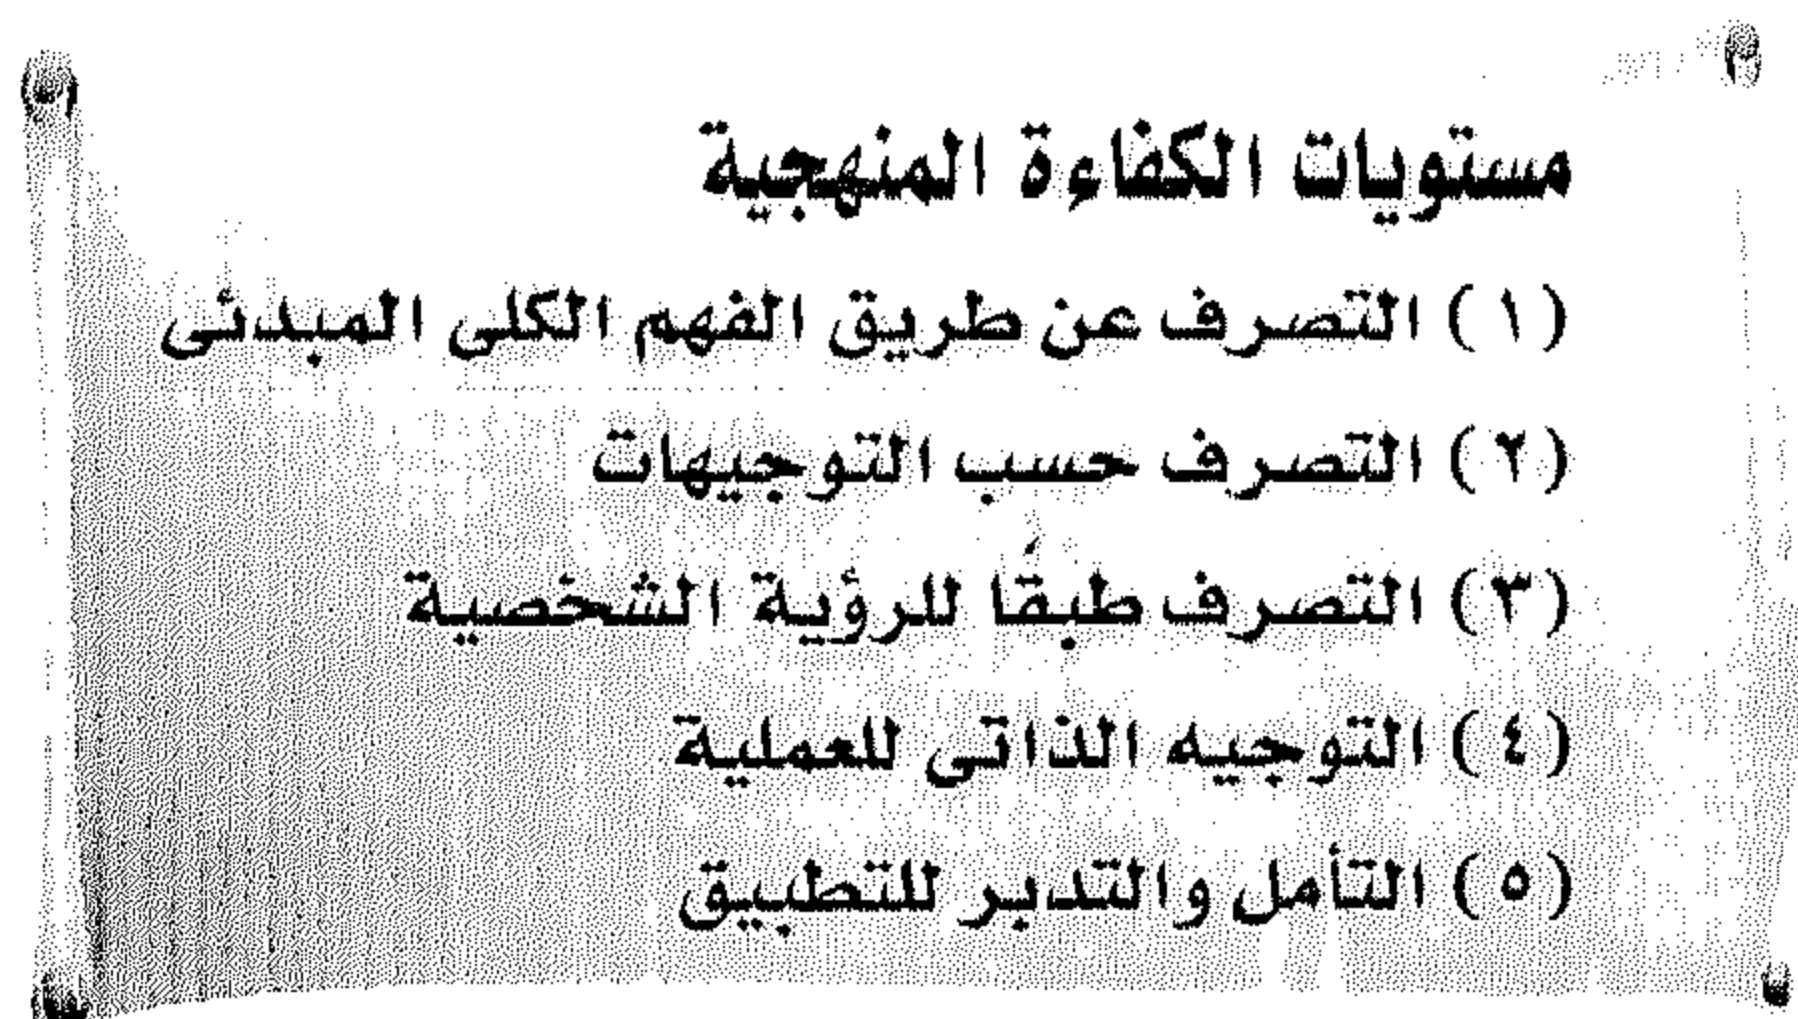 مستويات الكفاءة المنهجية
(١) التصرف عن طريق الفهم الكلى المبدئى
(٢) التصرف حسب التوجيهات
(٣) التصرف طبقًا للرؤية الشخصية
(٤) التوجيه الذاتى للعملية
(٥) التأمل والتدبر للتطبيق